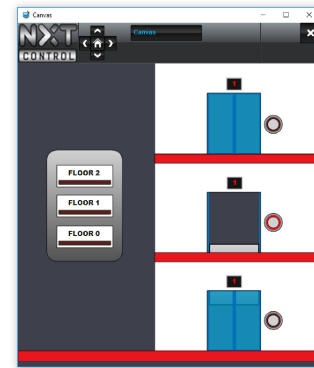 Canvas
NXT
CONTROL
Canvas
1
FLOOR 2
FLOOR 1
1
FLOOR 0
1